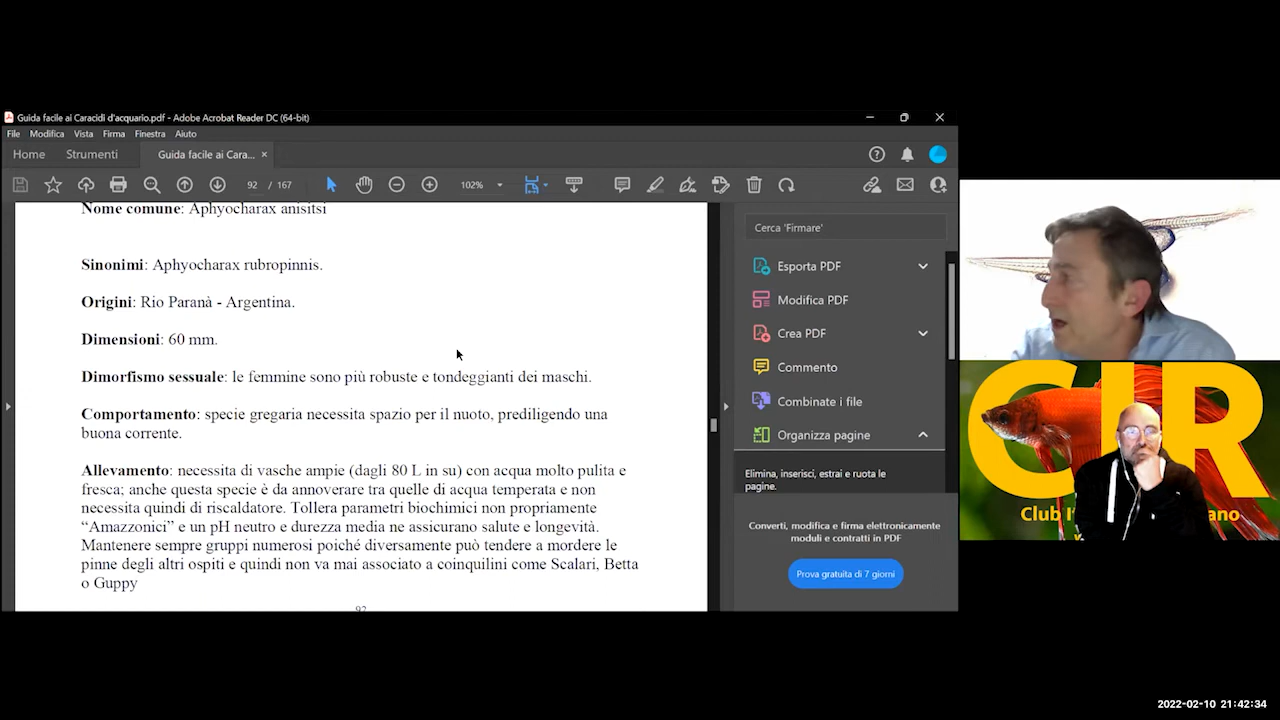 Guida facile ai Caracidi d'acquario.pdf - Adobe Acrobat Reader DC (64-bit)
File Modifica Vista Firma Finestra Aiuto
Home Strumenti Guida facile ai Cara... ×
92 / 167 102%
Nome comune: Aphyocharax anisitsi
Sinonimi: Aphyocharax rubropinnis.
Origini: Rio Paranà - Argentina.
Dimensioni: 60 mm.
Dimorfismo sessuale: le femmine sono più robuste e tondeggianti dei maschi.
Comportamento: specie gregaria necessita spazio per il nuoto, prediligendo una
buona corrente.
Allevamento: necessita di vasche ampie (dagli 80 L in su) con acqua molto pulita e
fresca; anche questa specie è da annoverare tra quelle di acqua temperata e non
necessita quindi di riscaldatore. Tollera parametri biochimici non propriamente
“Amazzonici” e un pH neutro e durezza media ne assicurano salute e longevità.
Mantenere sempre gruppi numerosi poiché diversamente può tendere a mordere le
pinne degli altri ospiti e quindi non va mai associato a coinquilini come Scalari, Betta
o Guppy
92
Cerca 'Firmare'
Esporta PDF
Modifica PDF
Crea PDF
Commento
Combinate i file
Organizza pagine
Elimina, inserisci, estrai e ruota le
pagine.
Converti, modifica e firma elettronicamente
moduli e contratti in PDF
Prova gratuita di 7 giorni
CIR
Club
2022-02-10 21:42:34